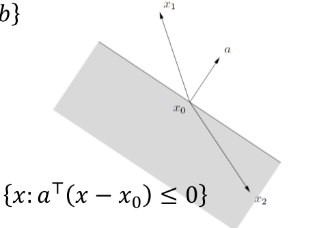 b}
x₁
a
x₀
{x: a⊤(x − x₀) ≤ 0}
x₂